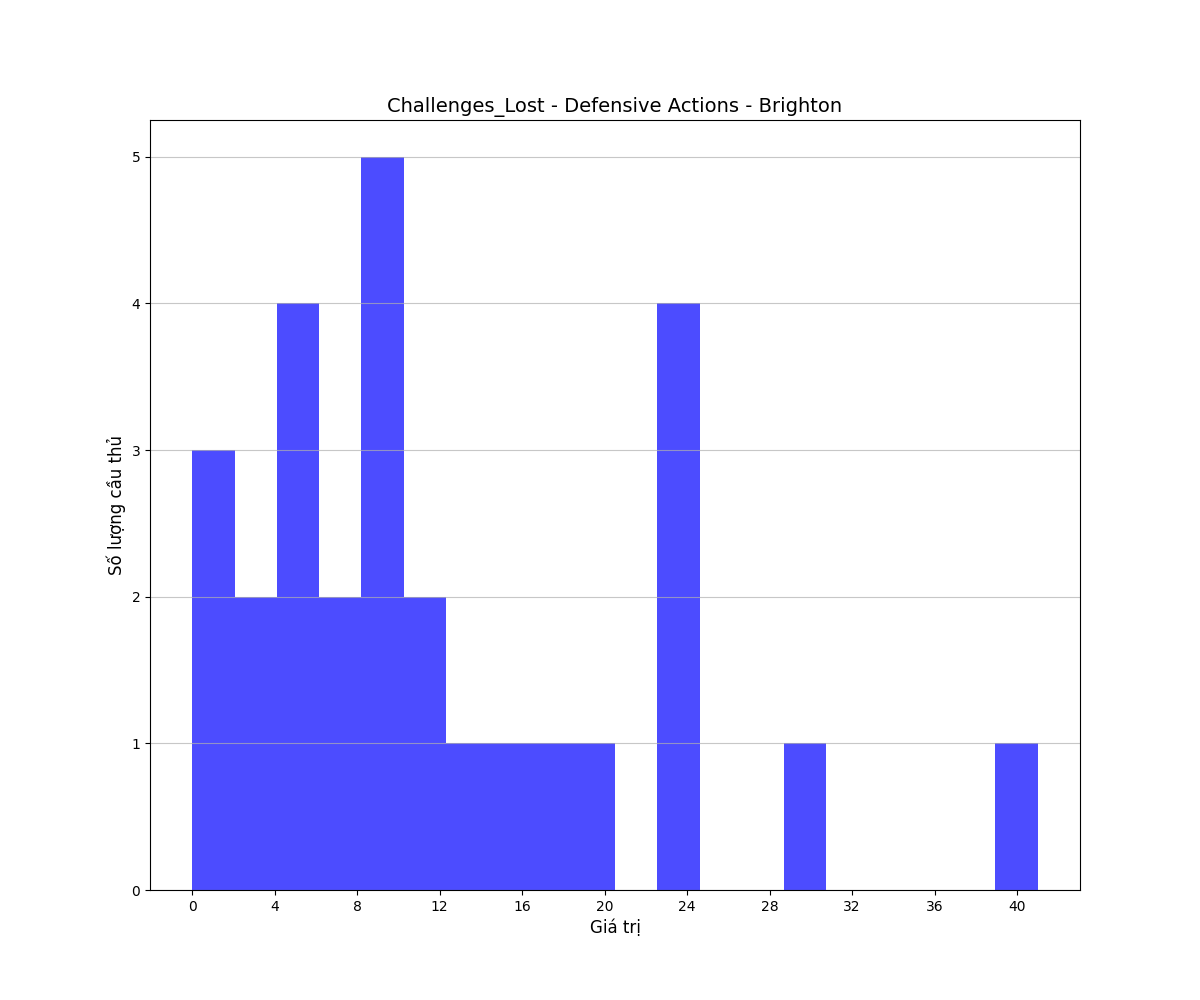 Challenges_Lost - Defensive Actions - Brighton
Số lượng cầu thủ
5
4
3
2
1
0
0 4 8 12 16 20 24 28 32 36 40
Giá trị